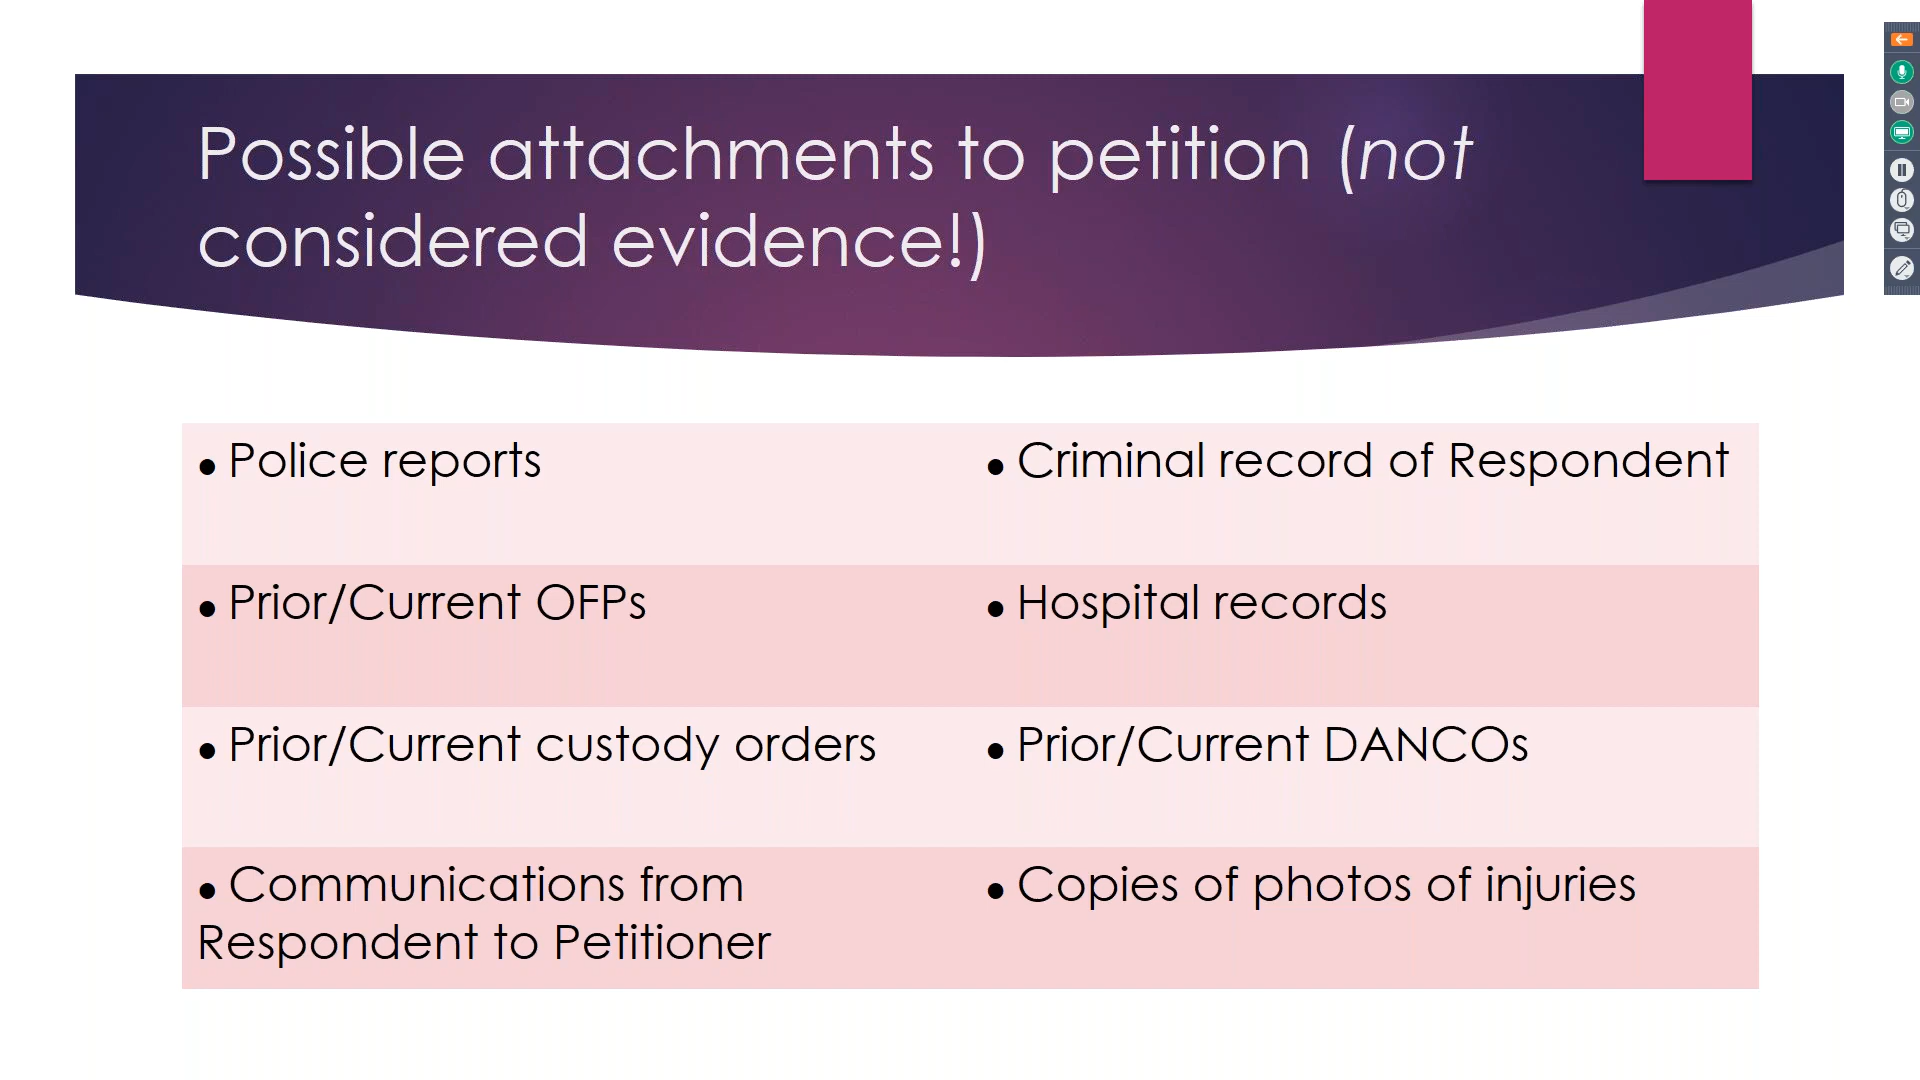 Possible attachments to petition (not
considered evidence!)
● Police reports
● Criminal record of Respondent
● Prior/Current OFPs
● Hospital records
● Prior/Current custody orders
● Prior/Current DANCOs
● Communications from
Respondent to Petitioner
● Copies of photos of injuries